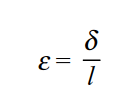 ε = δ / l